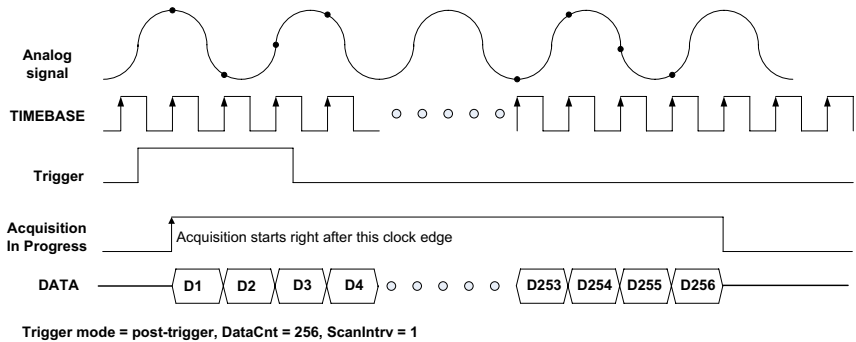 Analog
signal
TIMEBASE
Trigger
Acquisition
In Progress
Acquisition starts right after this clock edge
DATA
D1 D2 D3 D4 D253 D254 D255 D256
Trigger mode = post-trigger, DataCnt = 256, ScanIntrv = 1